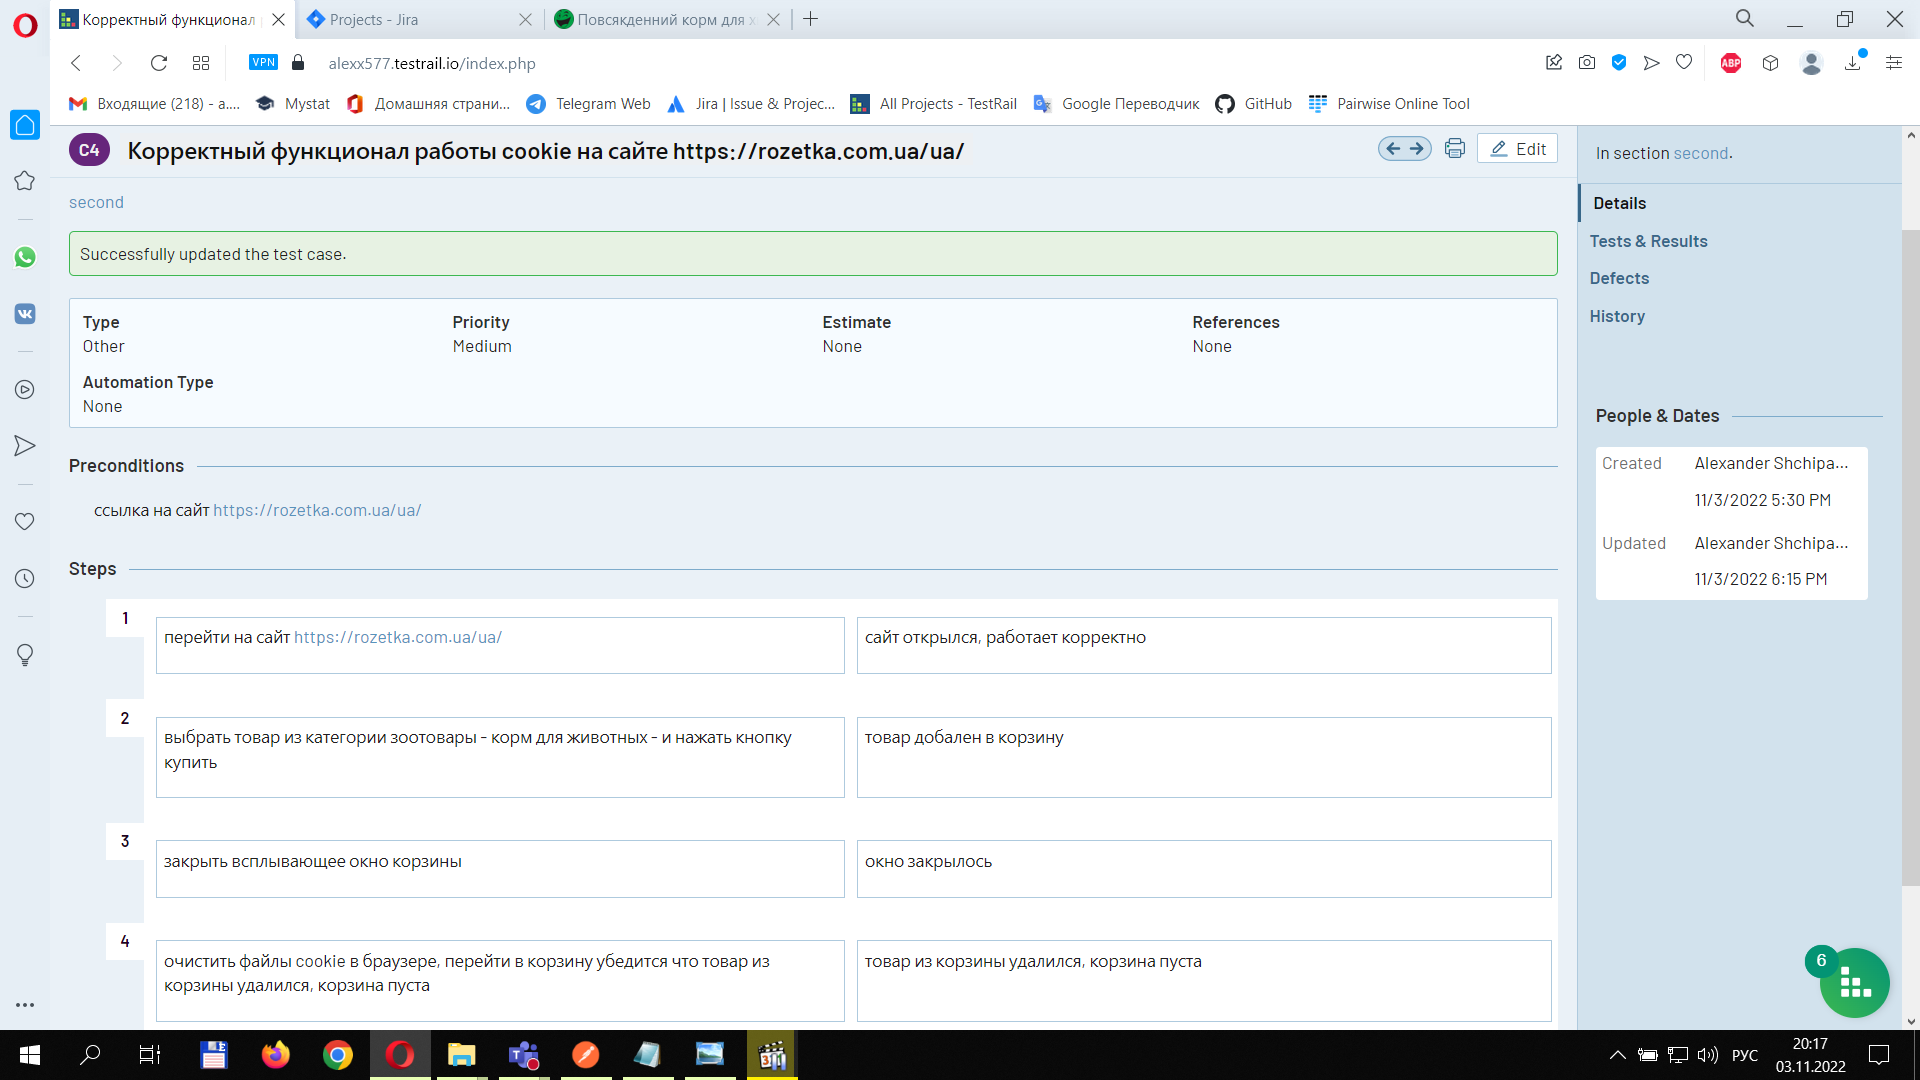 Корректный функционал
Projects - Jira
Повсякденний корм для
VPN
alexx577.testrail.io/index.php
ABP
Входящие (218) - a....
Mystat
Домашняя страни...
Telegram Web
Jira | Issue & Projec...
All Projects - TestRail
Google Переводчик
GitHub
Pairwise Online Tool
C4
Корректный функционал работы cookie на сайте https://rozetka.com.ua/ua/
Edit
In section second.
second
Details
Successfully updated the test case.
Tests & Results
Defects
History
Type
Other
Priority
Medium
Estimate
None
References
None
Automation Type
None
People & Dates
Created
Alexander Shchipa...
11/3/2022 5:30 PM
Updated
Alexander Shchipa...
11/3/2022 6:15 PM
Preconditions
ссылка на сайт https://rozetka.com.ua/ua/
Steps
1
перейти на сайт https://rozetka.com.ua/ua/
сайт открылся, работает корректно
2
выбрать товар из категории зоотовары - корм для животных - и нажать кнопку
купить
товар добален в корзину
3
закрыть всплывающее окно корзины
окно закрылось
4
очистить файлы cookie в браузере, перейти в корзину убедится что товар из
корзины удалился, корзина пуста
товар из корзины удалился, корзина пуста
6
РУС
20:17
03.11.2022